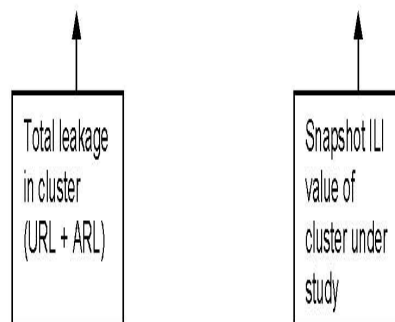 Total leakage
in cluster
(URL + ARL)
Snapshot ILI
value of
cluster under
study